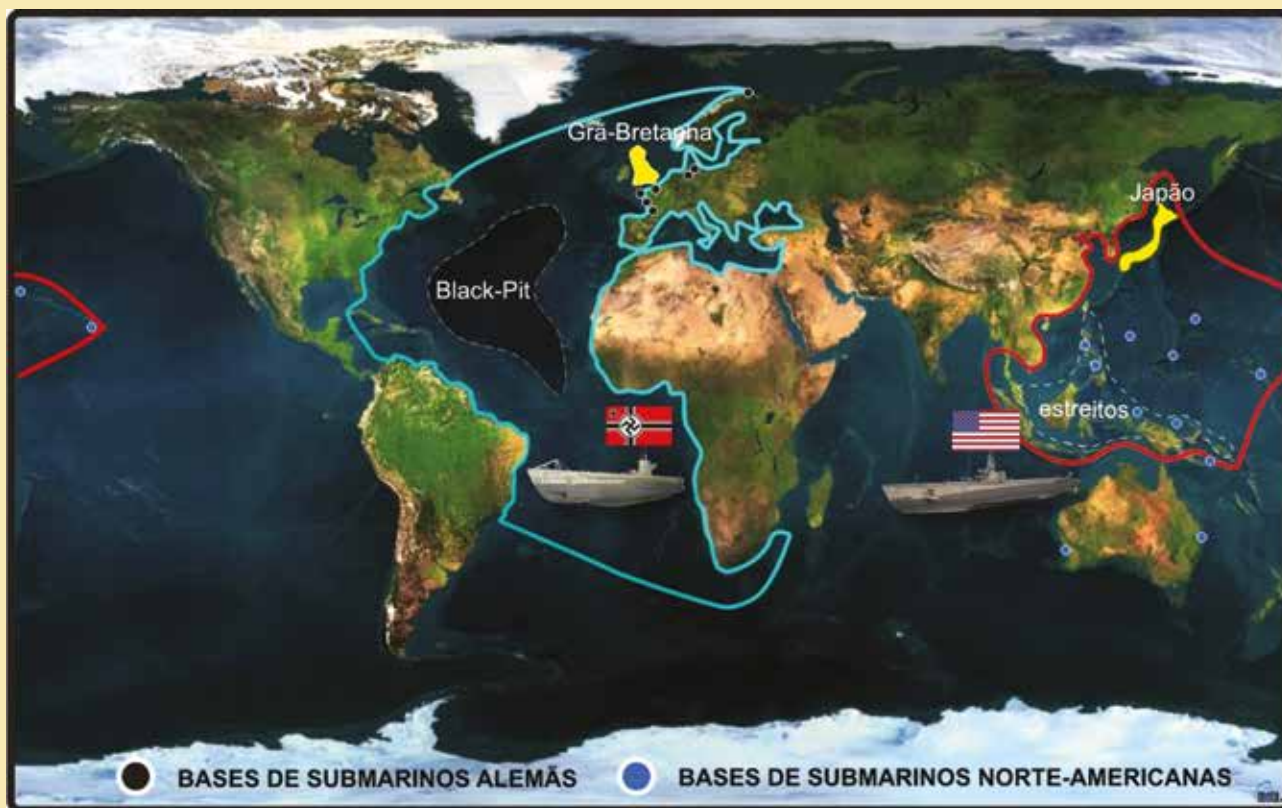 Grã-Bretanha
Japão
Black-Pit
estreitos
BASES DE SUBMARINOS ALEMÃS
BASES DE SUBMARINOS NORTE-AMERICANAS